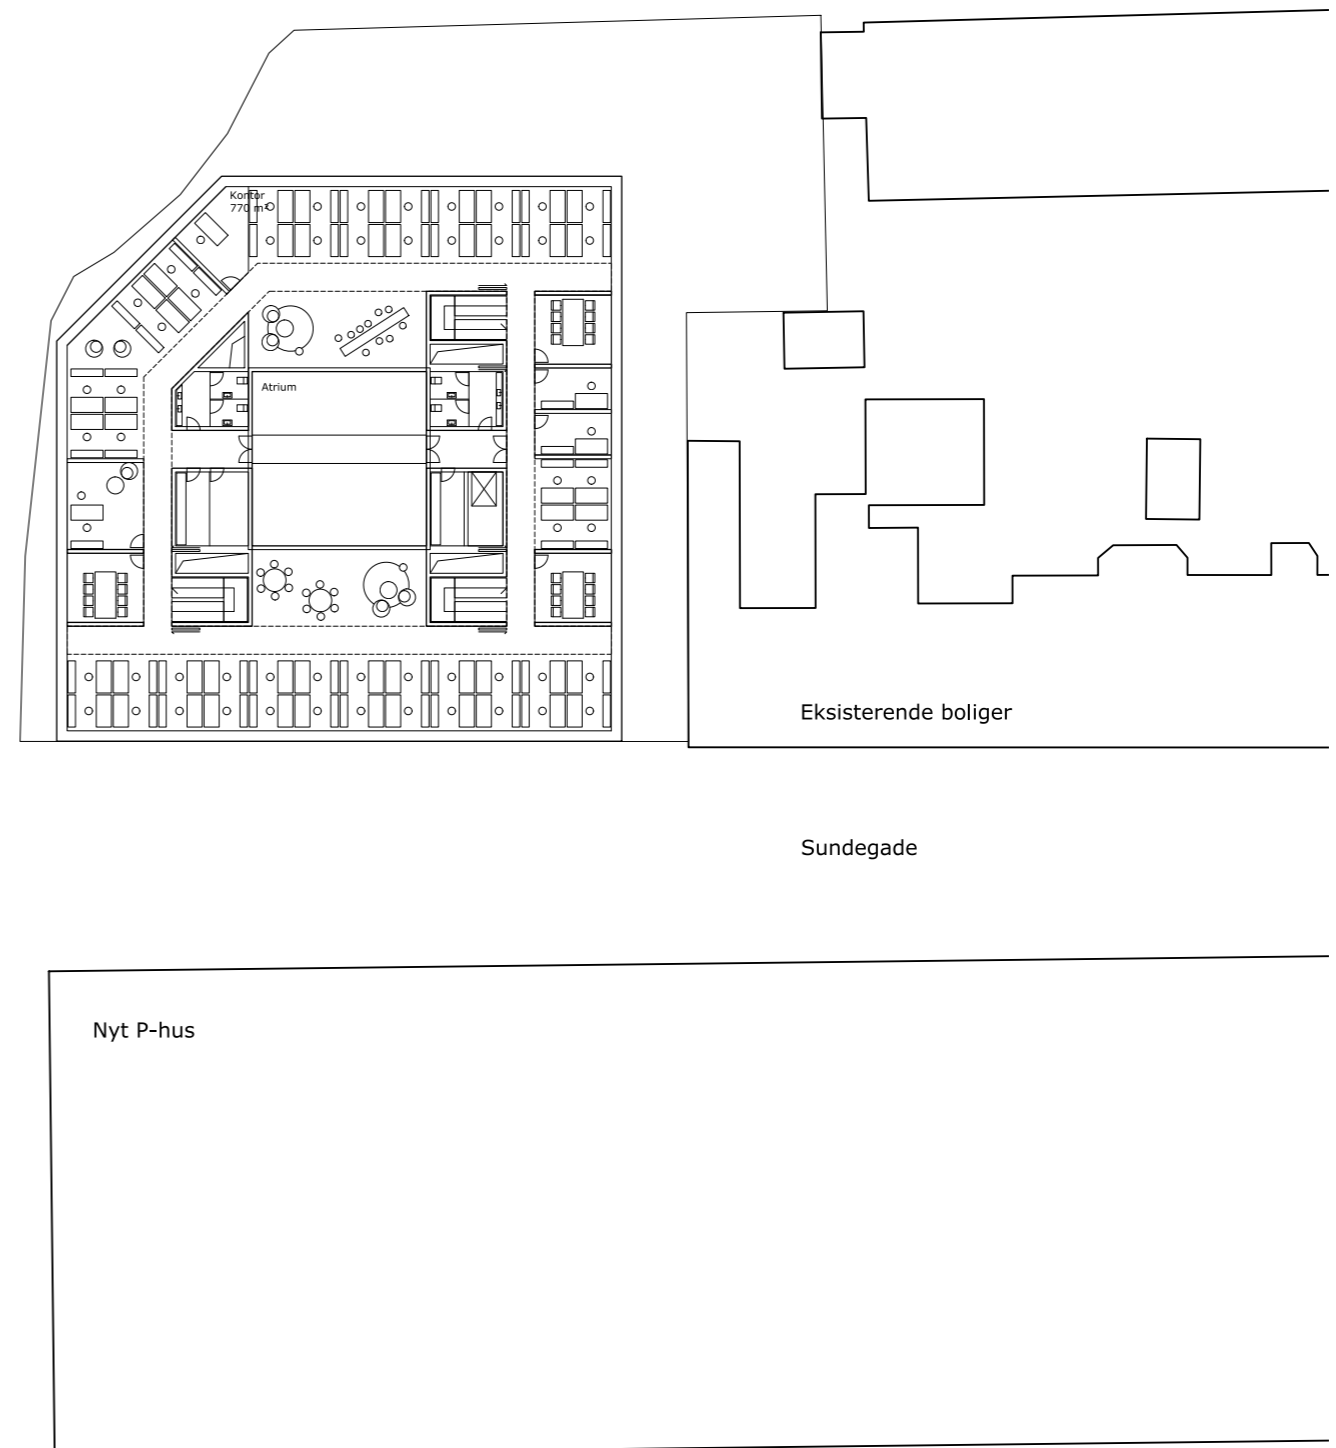 Kontor
770 m²
Atrium
Eksisterende boliger
Sundegade
Nyt P-hus